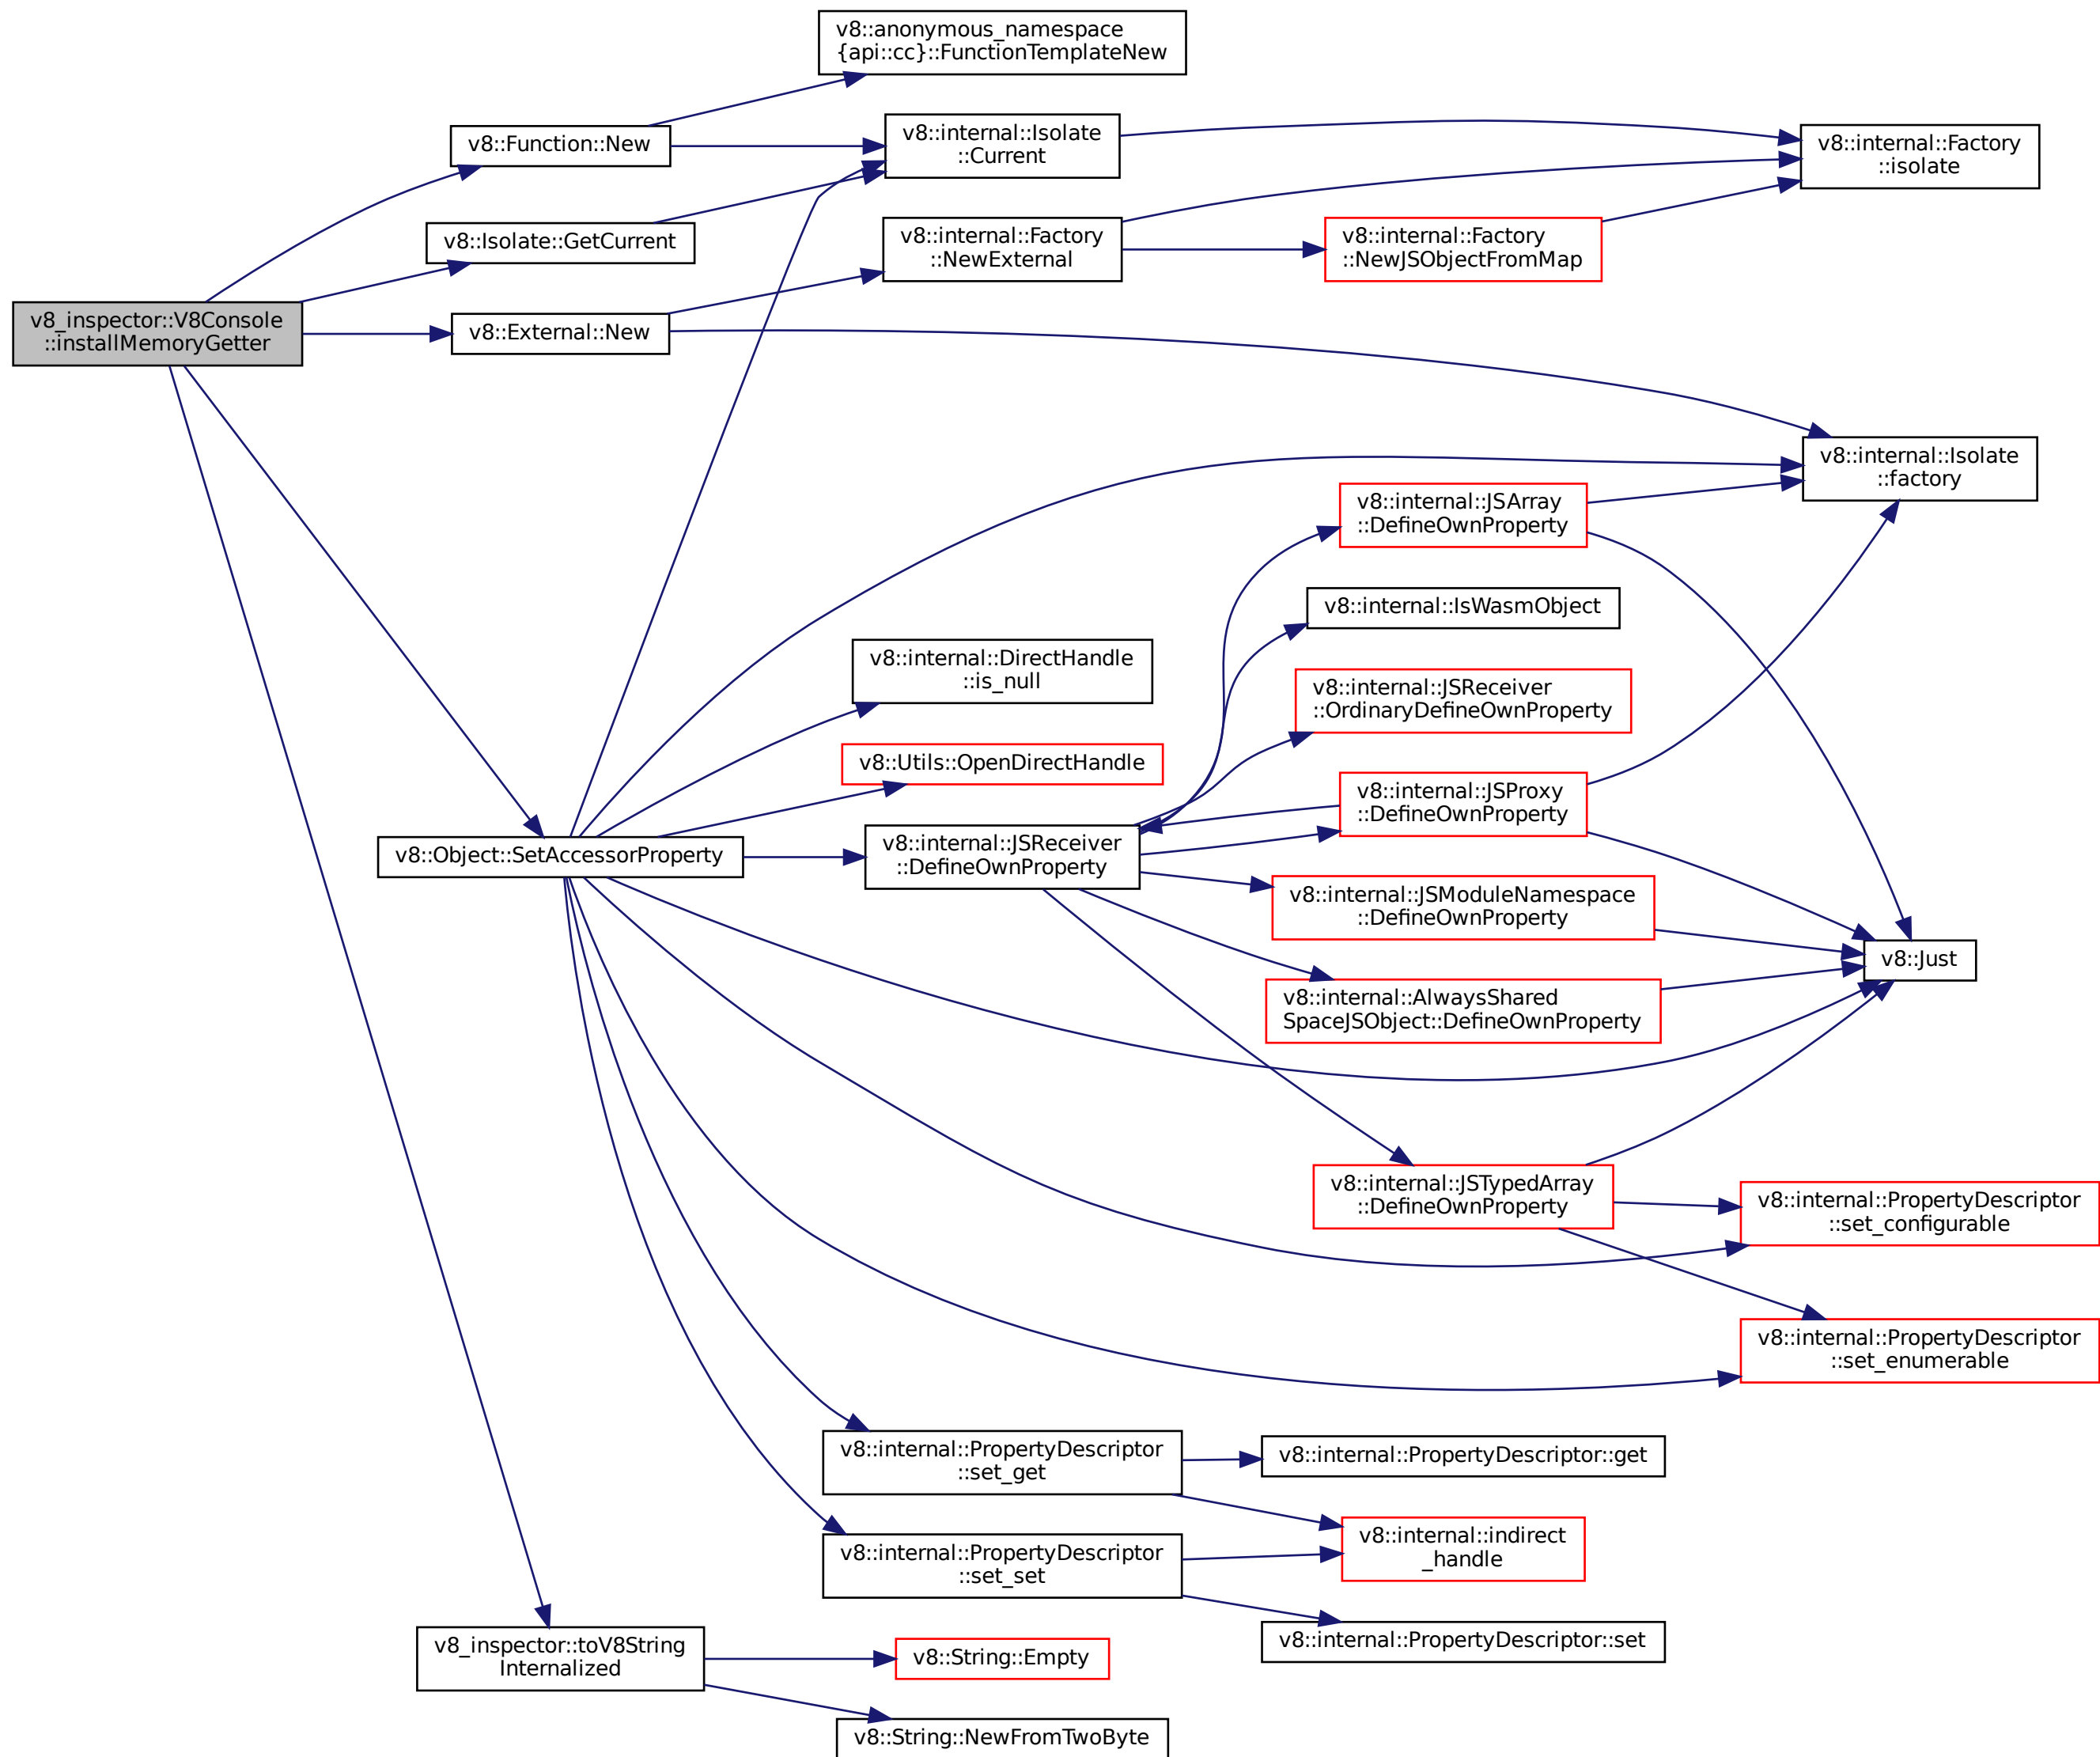 v8::anonymous_namespace
{api::cc}::FunctionTemplateNew
v8::Function::New
v8::internal::Isolate
::Current
v8::internal::Factory
::isolate
v8::Isolate::GetCurrent
v8::internal::Factory
::NewExternal
v8::internal::Factory
::NewJSObjectFromMap
v8_inspector::V8Console
::installMemoryGetter
v8::External::New
v8::internal::Isolate
::factory
v8::internal::JSArray
::DefineOwnProperty
v8::internal::IsWasmObject
v8::internal::DirectHandle
::is_null
v8::internal::JSReceiver
::OrdinaryDefineOwnProperty
v8::Utils::OpenDirectHandle
v8::internal::JSProxy
::DefineOwnProperty
v8::Object::SetAccessorProperty
v8::internal::JSReceiver
::DefineOwnProperty
v8::internal::JSModuleNamespace
::DefineOwnProperty
v8::Just
v8::internal::AlwaysShared
SpaceJSObject::DefineOwnProperty
v8::internal::JSTypedArray
::DefineOwnProperty
v8::internal::PropertyDescriptor
::set_configurable
v8::internal::PropertyDescriptor
::set_enumerable
v8::internal::PropertyDescriptor
::set_get
v8::internal::PropertyDescriptor::get
v8::internal::indirect
_handle
v8::internal::PropertyDescriptor
::set_set
v8::internal::PropertyDescriptor::set
v8_inspector::toV8String
Internalized
v8::String::Empty
v8::String::NewFromTwoByte